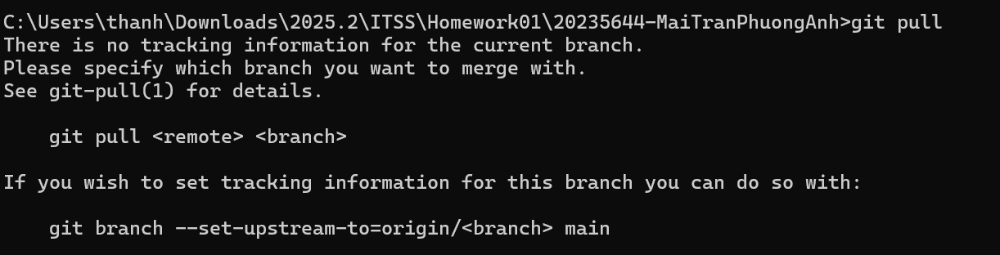 C:\Users\thanh\Downloads\2025.2\ITSS\Homework01\20235644-MaiTranPhuongAnh>git pull
There is no tracking information for the current branch.
Please specify which branch you want to merge with.
See git-pull(1) for details.

    git pull <remote> <branch>

If you wish to set tracking information for this branch you can do so with:

    git branch --set-upstream-to=origin/<branch> main